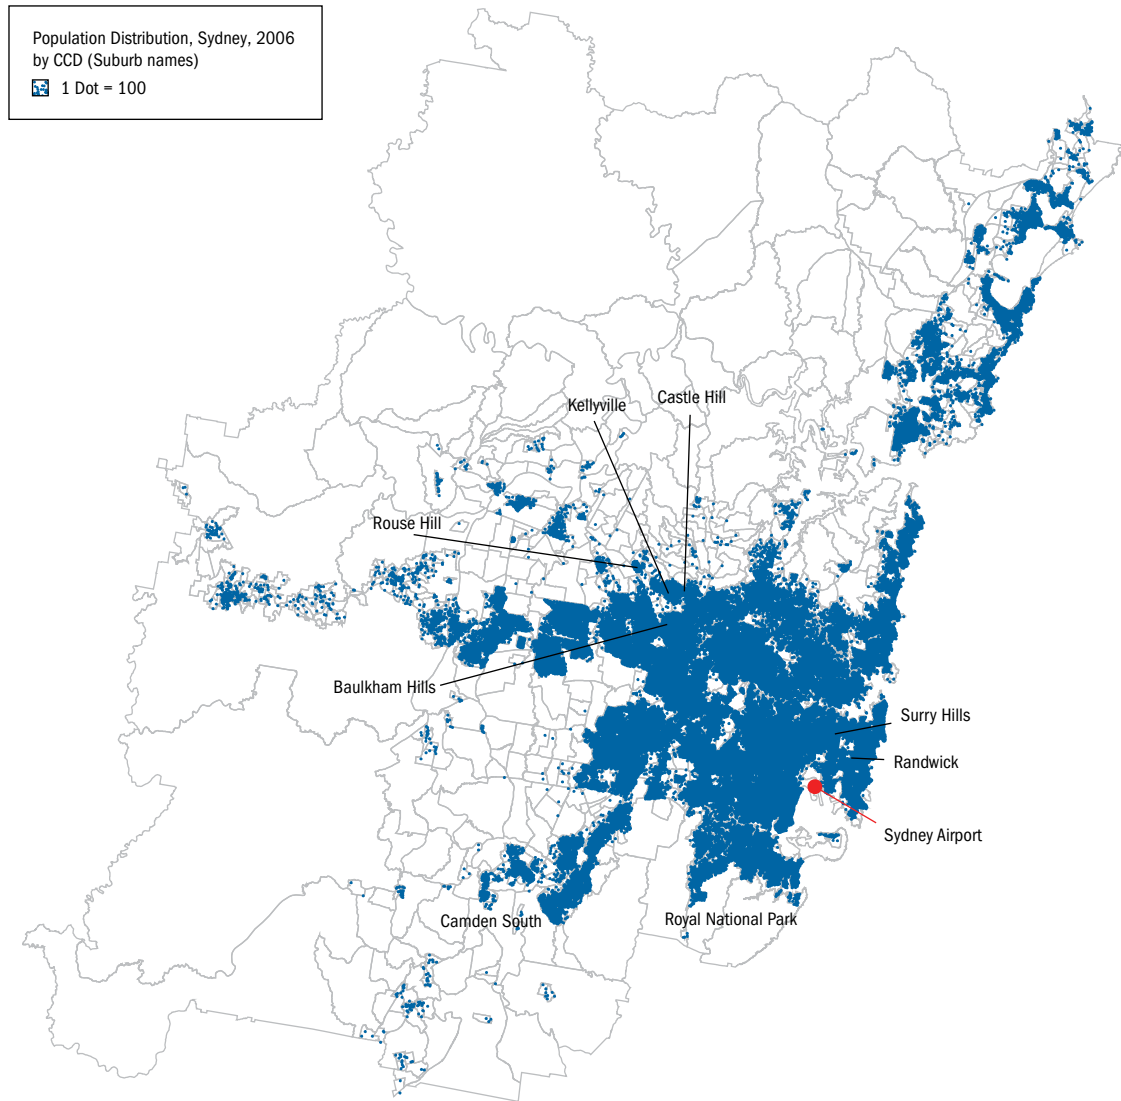 Population Distribution, Sydney, 2006
by CCD (Suburb names)
1 Dot = 100
Castle Hill
Kellyville
Rouse Hill
Baulkham Hills
Surry Hills
Randwick
Sydney Airport
Camden South
Royal National Park